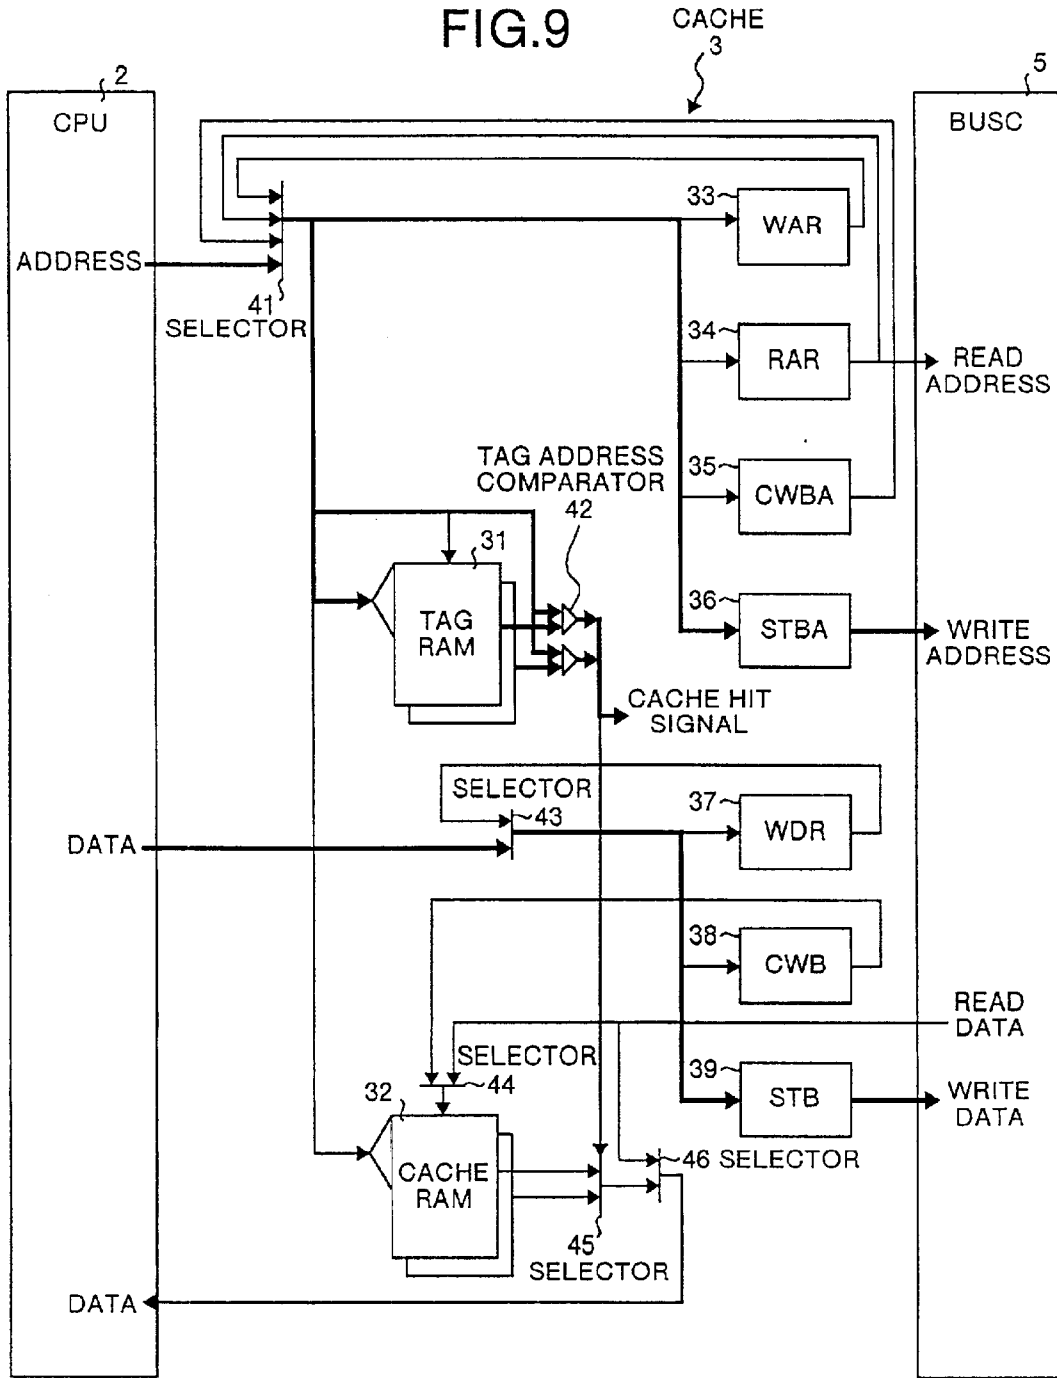 FIG.9
CACHE
3
2
CPU
5
BUSC
33
WAR
ADDRESS
41
SELECTOR
34
RAR
READ
ADDRESS
TAG ADDRESS
COMPARATOR
42
35
CWBA
31
TAG
RAM
36
STBA
WRITE
ADDRESS
CACHE HIT
SIGNAL
SELECTOR
43
37
WDR
DATA
38
CWB
READ
DATA
SELECTOR
44
39
STB
WRITE
DATA
32
CACHE
RAM
46 SELECTOR
45
SELECTOR
DATA